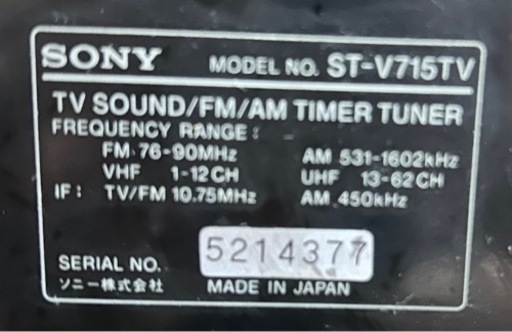 SONY MODEL NO. ST-V715TV
TV SOUND/FM/AM TIMER TUNER
FREQUENCY RANGE:
FM 76-90MHz AM 531-1602kHz
VHF 1-12CH UHF 13-62CH
IF: TV/FM 10.75MHz AM 450kHz
SERIAL NO. 5214377
ソニー株式会社 MADE IN JAPAN